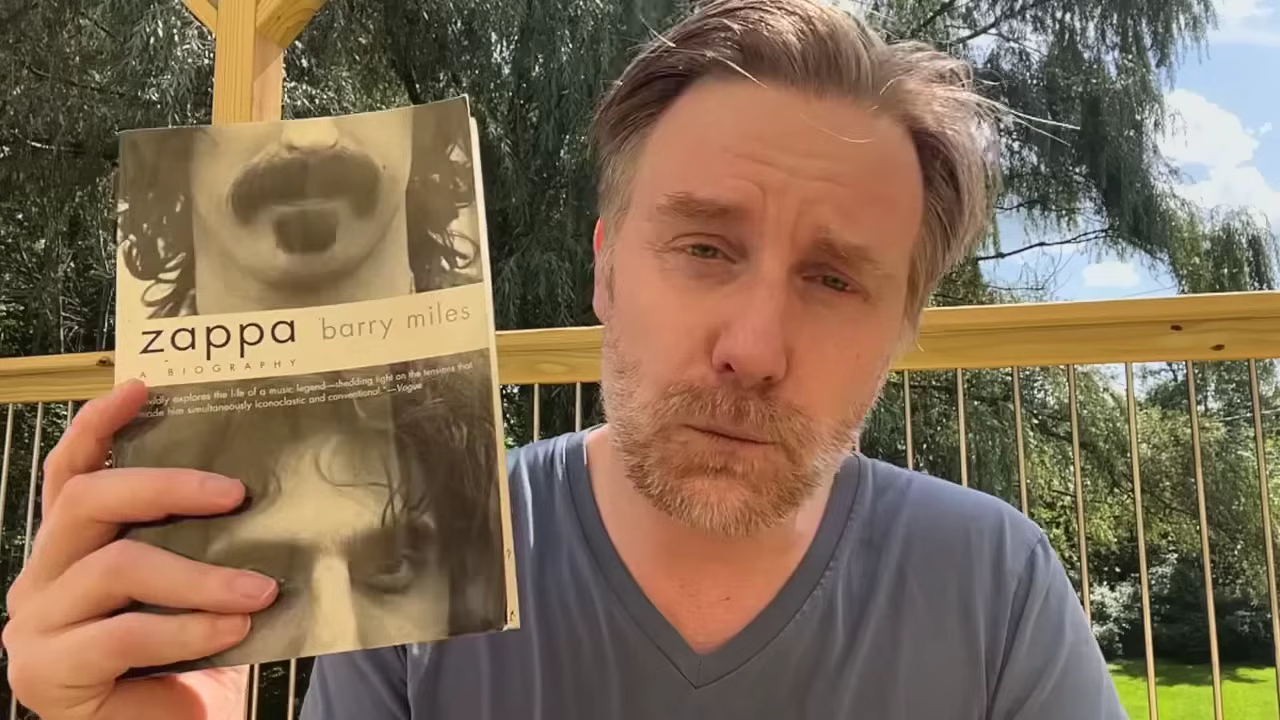 zappa barry miles
A BIOGRAPHY
explores the life of a music legend—shedding light on the tensions that
made him simultaneously iconoclastic and conventional."—Vogue